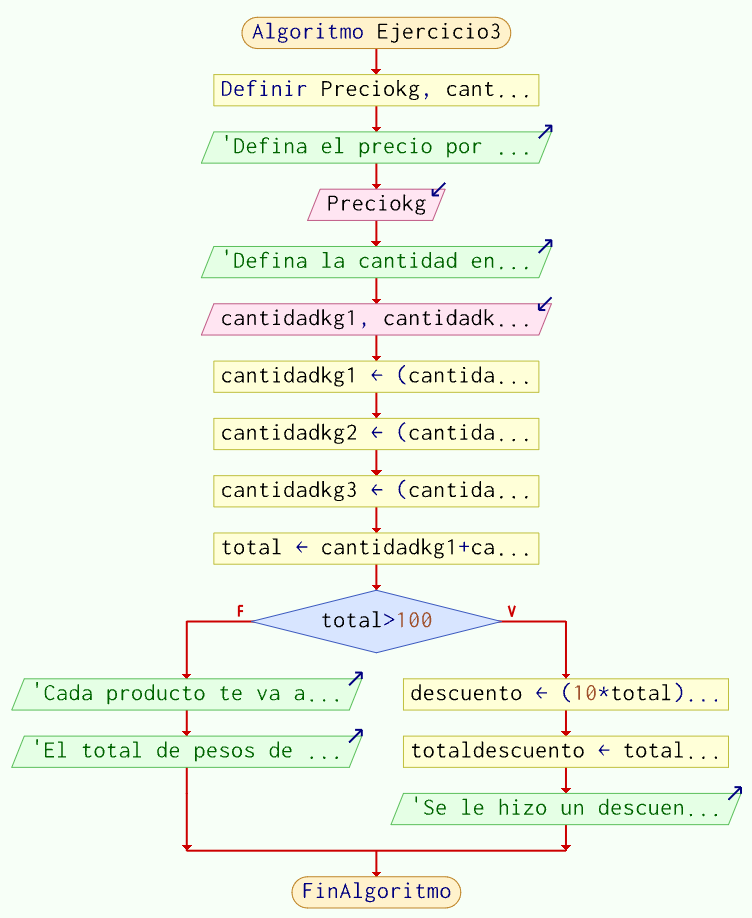 Algoritmo Ejercicio3
Definir Preciokg, cant...
'Defina el precio por ...
Preciokg
'Defina la cantidad en...
cantidadkg1, cantidadk...
cantidadkg1 ← (cantida...
cantidadkg2 ← (cantida...
cantidadkg3 ← (cantida...
total ← cantidadkg1+ca...
F
total>100
V
'Cada producto te va a...
descuento ← (10*total)...
'El total de pesos de ...
totaldescuento ← total...
'Se le hizo un descuen...
FinAlgoritmo